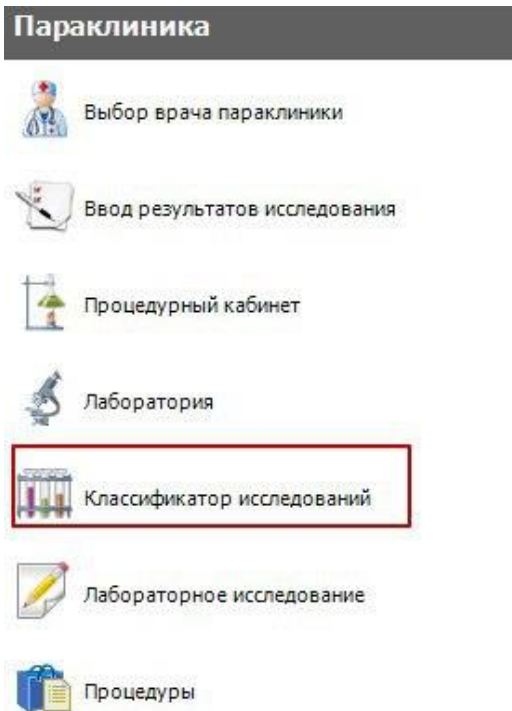 Параклиника
Выбор врача параклиники
Ввод результатов исследования
Процедурный кабинет
Лаборатория
Классификатор исследований
Лабораторное исследование
Процедуры